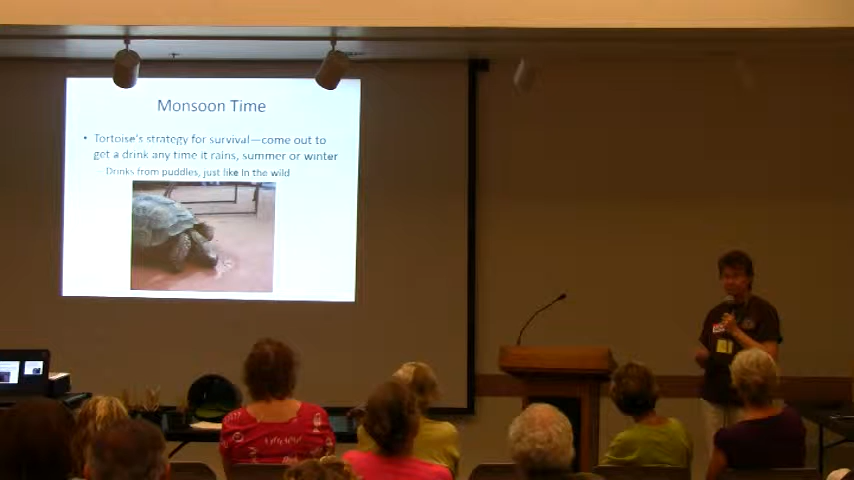 Monsoon Time
• Tortoise's strategy for survival—come out to
get a drink any time it rains, summer or winter
– Drinks from puddles, just like in the wild